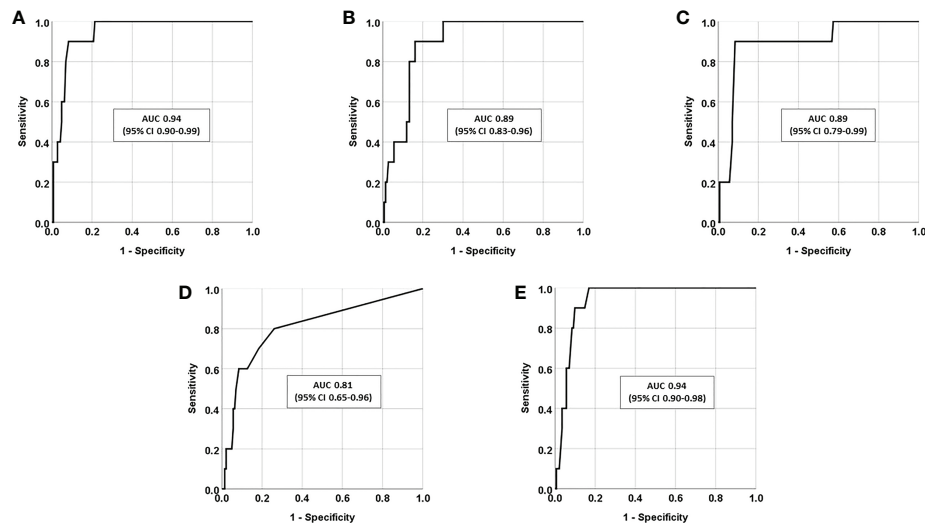 A
1.0
0.8
0.6
0.4
0.2
0.0
Sensitivity
AUC 0.94
(95% CI 0.90-0.99)
0.0 0.2 0.4 0.6 0.8 1.0
1 - Specificity
B
1.0
0.8
0.6
0.4
0.2
0.0
Sensitivity
AUC 0.89
(95% CI 0.83-0.96)
0.0 0.2 0.4 0.6 0.8 1.0
1 - Specificity
C
1.0
0.8
0.6
0.4
0.2
0.0
Sensitivity
AUC 0.89
(95% CI 0.79-0.99)
0.0 0.2 0.4 0.6 0.8 1.0
1 - Specificity
D
1.0
0.8
0.6
0.4
0.2
0.0
Sensitivity
AUC 0.81
(95% CI 0.65-0.96)
0.0 0.2 0.4 0.6 0.8 1.0
1 - Specificity
E
1.0
0.8
0.6
0.4
0.2
0.0
Sensitivity
AUC 0.94
(95% CI 0.90-0.98)
0.0 0.2 0.4 0.6 0.8 1.0
1 - Specificity